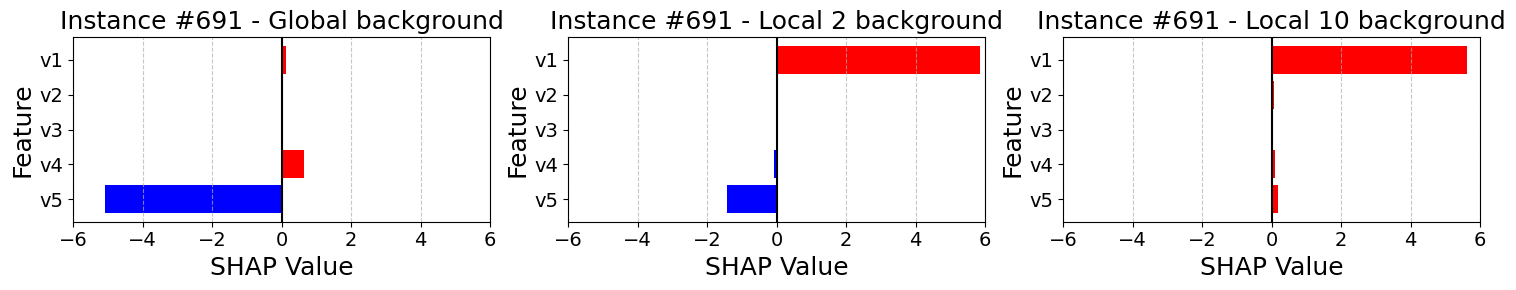 Instance #691 - Global background
Feature
v1
v2
v3
v4
v5
−6 −4 −2 0 2 4 6
SHAP Value
Instance #691 - Local 2 background
Feature
v1
v2
v3
v4
v5
−6 −4 −2 0 2 4 6
SHAP Value
Instance #691 - Local 10 background
Feature
v1
v2
v3
v4
v5
−6 −4 −2 0 2 4 6
SHAP Value